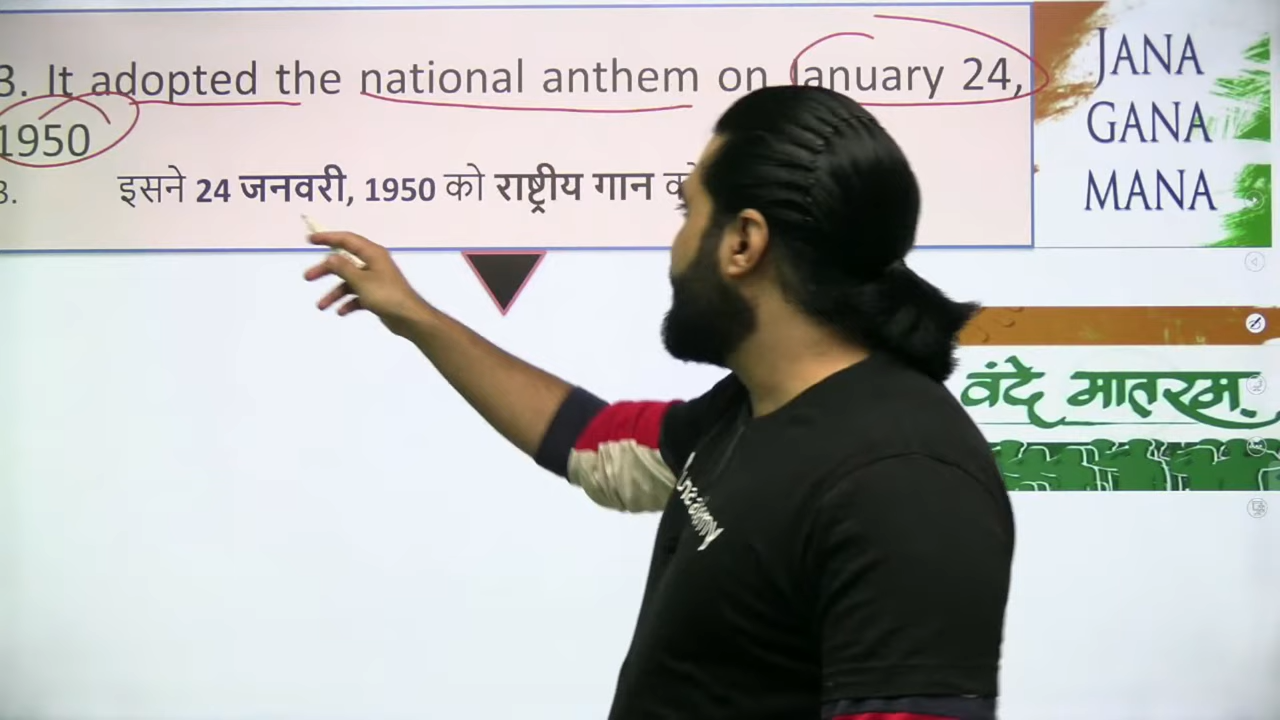 3. It adopted the national anthem on January 24,
1950
3. इसने 24 जनवरी, 1950 को राष्ट्रीय गान
JANA
GANA
MANA
वंदे मातरम्